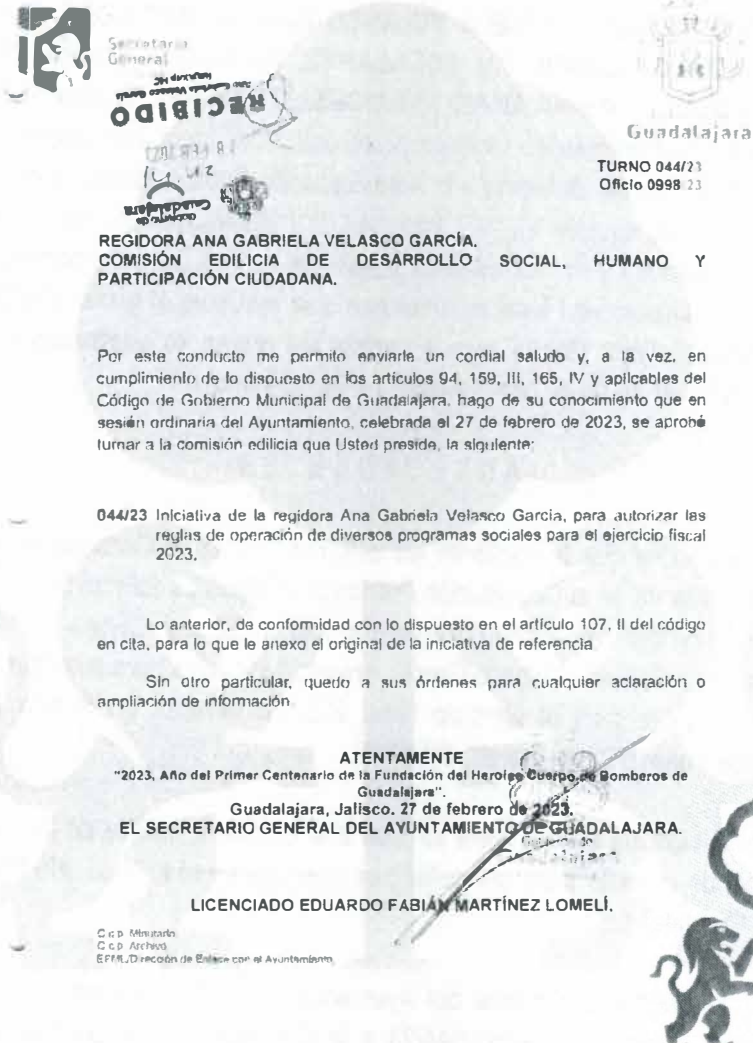 Secretaría
General
RECIBIDO
Guadalajara
TURNO 044/23
Oficio 0998/23
REGIDORA ANA GABRIELA VELASCO GARCÍA.
COMISIÓN EDILICIA DE DESARROLLO SOCIAL, HUMANO Y
PARTICIPACIÓN CIUDADANA.
Por este conducto me permito enviarle un cordial saludo y, a la vez, en
cumplimiento de lo dispuesto en los artículos 94, 159, III, 165, IV y aplicables del
Código de Gobierno Municipal de Guadalajara, hago de su conocimiento que en
sesión ordinaria del Ayuntamiento, celebrada el 27 de febrero de 2023, se aprobó
turnar a la comisión edilicia que Usted preside, la siguiente:
044/23 Iniciativa de la regidora Ana Gabriela Velasco García, para autorizar las
reglas de operación de diversos programas sociales para el ejercicio fiscal
2023.
Lo anterior, de conformidad con lo dispuesto en el artículo 107, II del código
en cita, para lo que le anexo el original de la iniciativa de referencia
Sin otro particular, quedo a sus órdenes para cualquier aclaración o
ampliación de información
ATENTAMENTE
"2023, Año del Primer Centenario de la Fundación del Heroico Cuerpo de Bomberos de
Guadalajara".
Guadalajara, Jalisco. 27 de febrero de 2023.
EL SECRETARIO GENERAL DEL AYUNTAMIENTO DE GUADALAJARA.
Gobierno de
Guadalajara
LICENCIADO EDUARDO FABIÁN MARTÍNEZ LOMELÍ.
C.c.p. Minutario
C.c.p. Archivo
EFML/Dirección de Enlace con el Ayuntamiento.